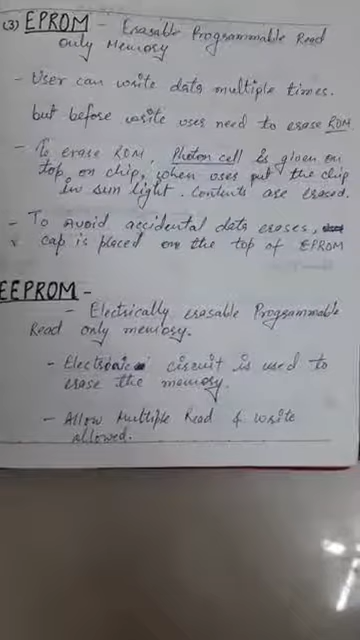 (3) EPROM - Erasable Programmable Read
Only Memory
- User can write data multiple times.
but before write user need to erase ROM
- To erase ROM, Photon cell is given on
top on chip, when user put the chip
in sun light. Contents are erased.
- To Avoid accidental data erases,
cap is placed on the top of EPROM
EEPROM -
- Electrically erasable Programmable
Read only memory.
- Electronic circuit is used to
erase the memory.
- Allow Multiple Read & write
allowed.